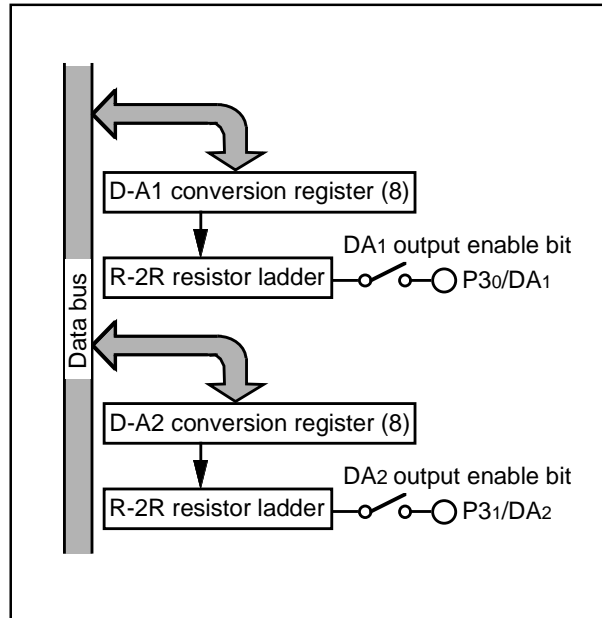 D-A1 conversion register (8)
DA1 output enable bit
R-2R resistor ladder
P30/DA1
Data bus
D-A2 conversion register (8)
DA2 output enable bit
R-2R resistor ladder
P31/DA2